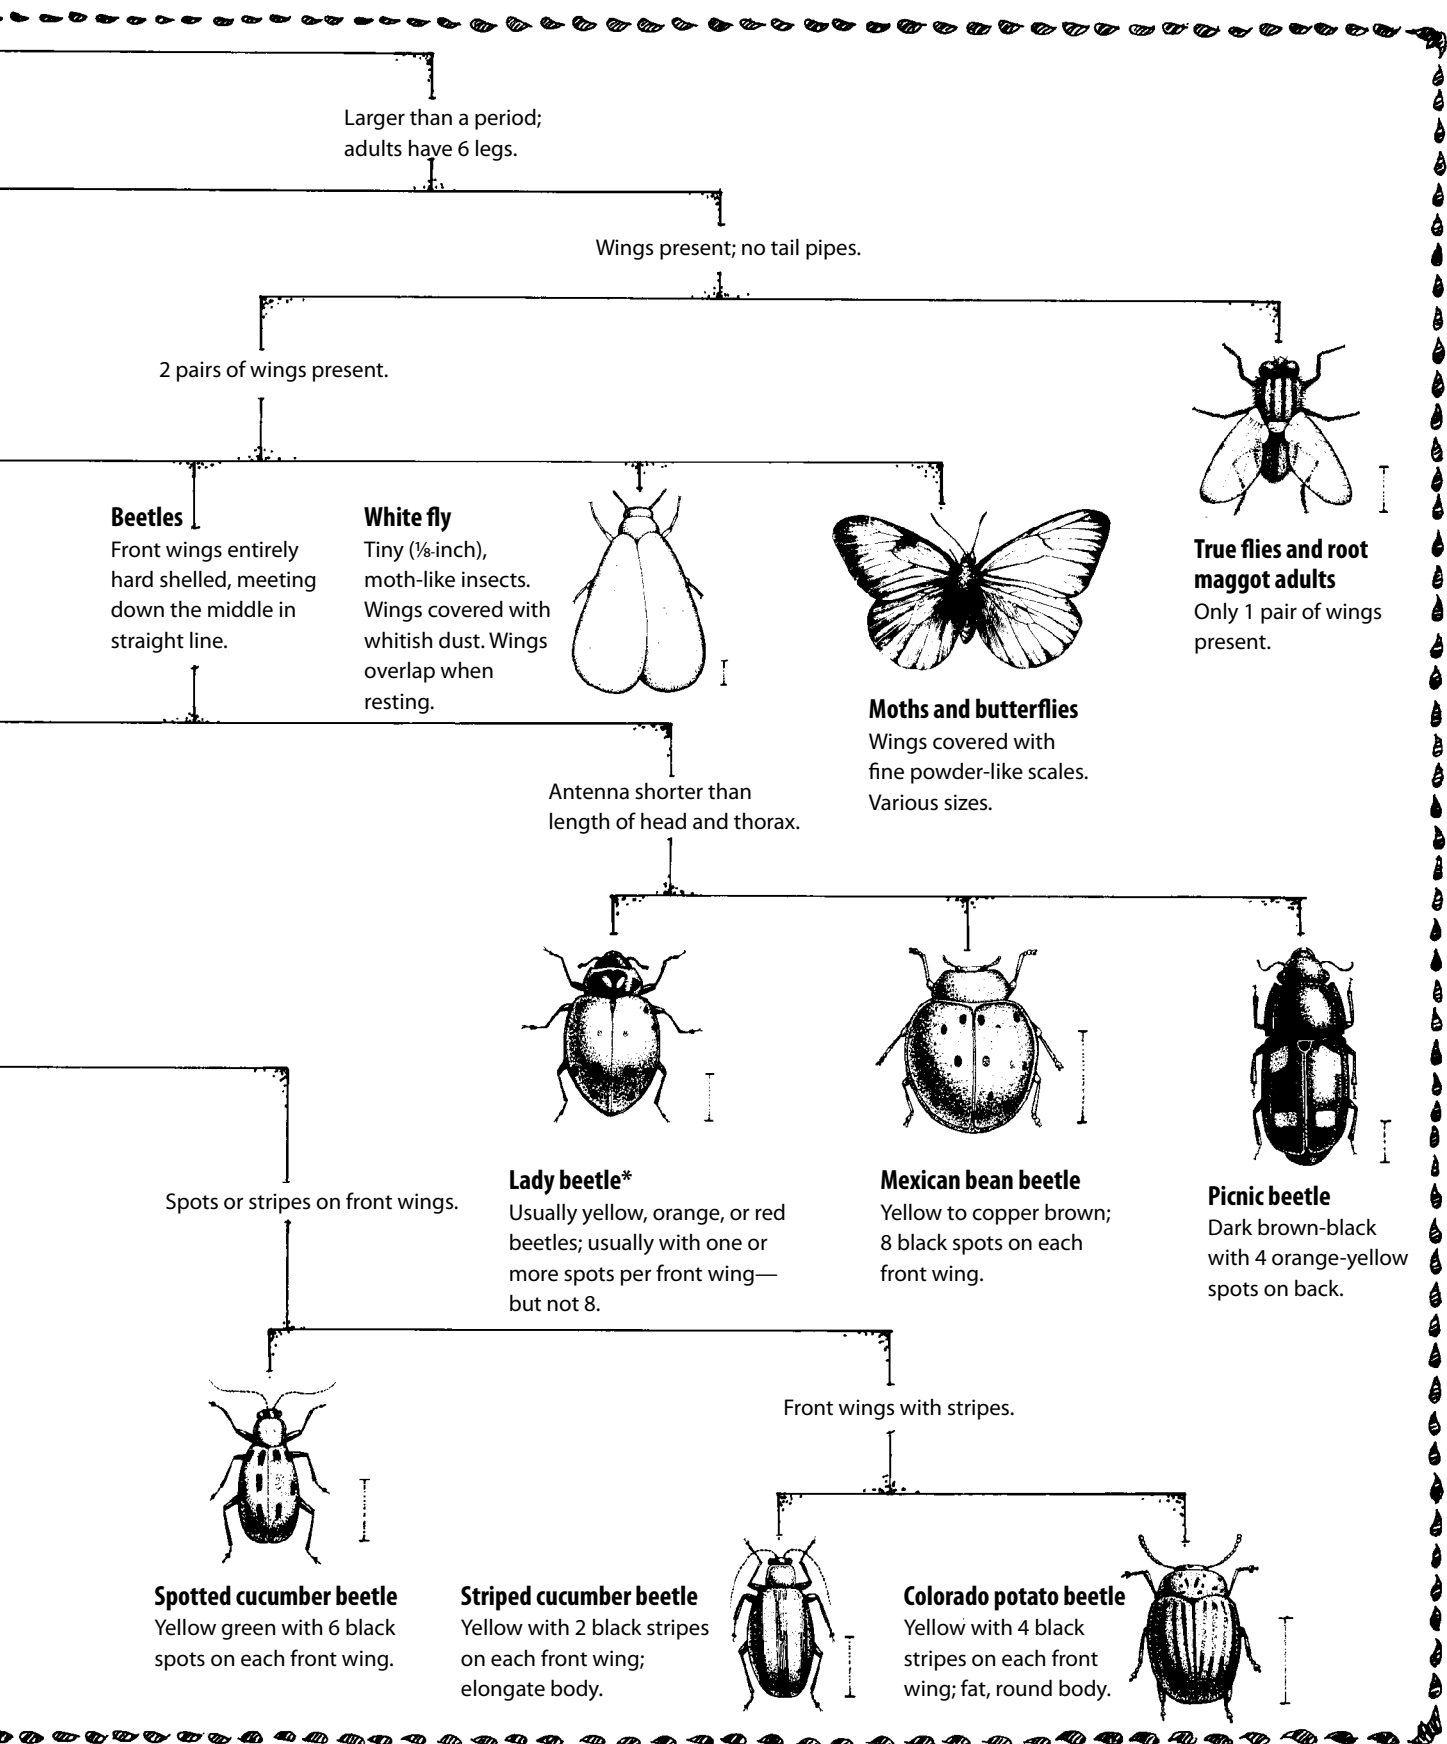 Larger than a period;
adults have 6 legs.
Wings present; no tail pipes.
2 pairs of wings present.
Beetles
Front wings entirely
hard shelled, meeting
down the middle in
straight line.
White fly
Tiny (⅛-inch),
moth-like insects.
Wings covered with
whitish dust. Wings
overlap when
resting.
Moths and butterflies
Wings covered with
fine powder-like scales.
Various sizes.
True flies and root
maggot adults
Only 1 pair of wings
present.
Antenna shorter than
length of head and thorax.
Lady beetle*
Usually yellow, orange, or red
beetles; usually with one or
more spots per front wing—
but not 8.
Mexican bean beetle
Yellow to copper brown;
8 black spots on each
front wing.
Picnic beetle
Dark brown-black
with 4 orange-yellow
spots on back.
Spots or stripes on front wings.
Front wings with stripes.
Spotted cucumber beetle
Yellow green with 6 black
spots on each front wing.
Striped cucumber beetle
Yellow with 2 black stripes
on each front wing;
elongate body.
Colorado potato beetle
Yellow with 4 black
stripes on each front
wing; fat, round body.